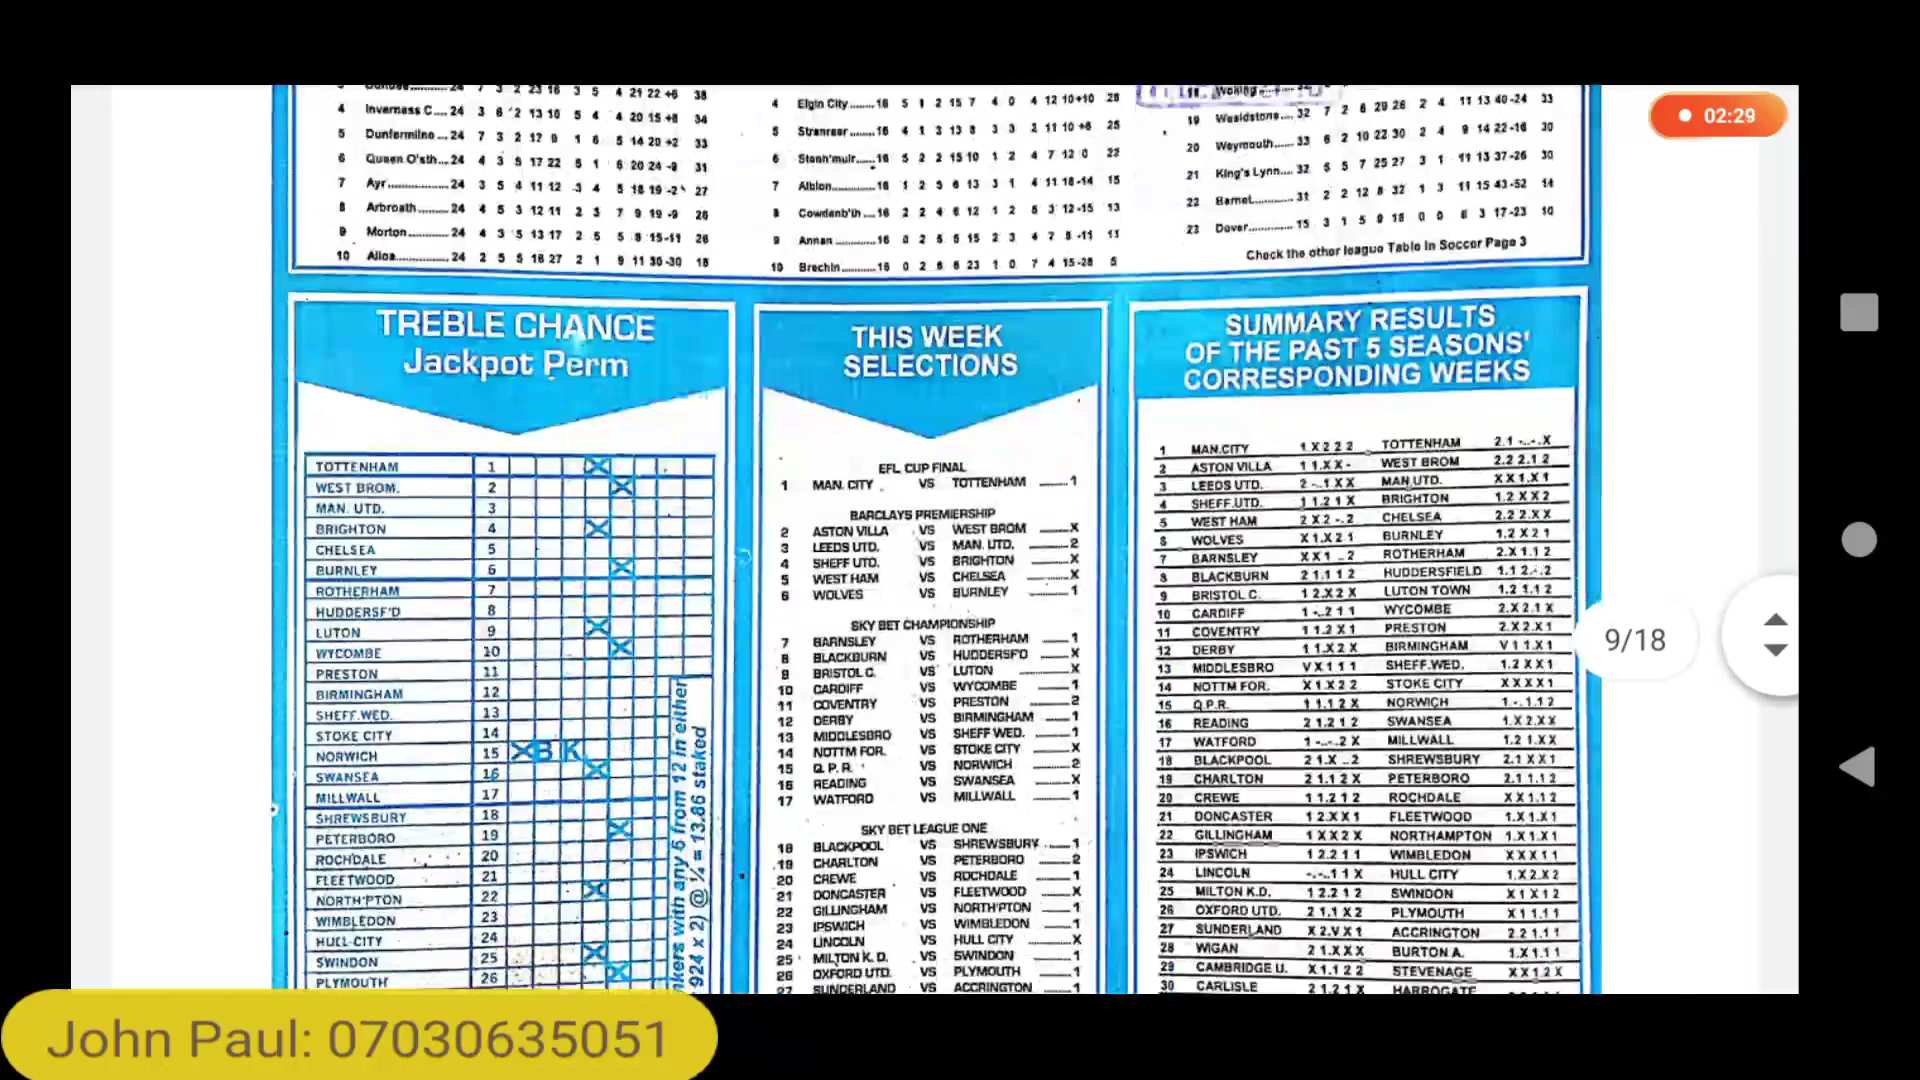 02:29
4 Inverness C.... 24 3 6 2 13 10 5 4 4 20 15 +8 34
5 Dunfermline ... 24 7 3 2 12 9 1 6 5 14 20 +2 33
6 Queen O'sth ... 24 4 3 5 17 22 5 1 6 20 24 -9 31
7 Ayr ............. 24 3 5 4 11 12 3 4 5 18 19 -2 27
8 Arbroath ........ 24 4 5 3 12 11 2 3 7 9 19 -9 26
9 Morton .......... 24 4 3 5 13 17 2 5 5 8 15 -11 26
10 Alloa ............ 24 2 5 5 16 27 2 1 9 11 30 -30 18
4 Elgin City ....... 16 5 1 2 15 7 4 0 4 12 10 +10 28
5 Stranraer ....... 16 4 1 3 13 8 3 3 2 11 10 +6 25
6 Stenh'muir ... 16 5 2 2 15 10 1 2 4 7 12 0 22
7 Albion........... 16 1 2 5 6 13 3 1 4 11 18 -14 15
8 Cowdenb'th .... 16 2 2 4 6 12 1 2 5 3 12 -15 13
9 Annan ........... 16 0 2 5 6 15 2 3 4 7 8 -11 11
10 Brechin.......... 16 0 2 6 6 23 1 0 7 4 15 -28 5
Woking
19 Wealdstone.... 32 7 2 6 29 26 2 4 11 13 40 -24 33
20 Weymouth...... 33 6 2 10 22 30 2 4 9 14 22 -16 30
21 King's Lynn.... 32 5 5 7 25 27 3 1 11 13 37 -26 30
22 Barnet............ 31 2 2 12 8 32 1 3 11 15 43 -52 14
23 Dover.............. 15 3 1 5 9 18 0 0 6 3 17 -23 10
Check the other league Table in Soccer Page 3
TREBLE CHANCE
Jackpot Perm
TOTTENHAM 1 X
WEST BROM. 2 X
MAN. UTD. 3
BRIGHTON 4 X
CHELSEA 5
BURNLEY 6 X
ROTHERHAM 7
HUDDERSF'D 8
LUTON 9 X
WYCOMBE 10 X
PRESTON 11
BIRMINGHAM 12
SHEFF.WED. 13
STOKE CITY 14
NORWICH 15 XBK
SWANSEA 16 X
MILLWALL 17
SHREWSBURY 18
PETERBORO 19 X
ROCHDALE 20
FLEETWOOD 21
NORTH'PTON 22 X
WIMBLEDON 23
HULL-CITY 24
SWINDON 25 X
PLYMOUTH 26 X
nkers with any 6 from 12 in either
924 x 2) @ ¼ = 13.86 staked
THIS WEEK
SELECTIONS
EFL CUP FINAL
1 MAN. CITY VS TOTTENHAM ........1
BARCLAYS PREMIERSHIP
2 ASTON VILLA VS WEST BROM ........X
3 LEEDS UTD. VS MAN. UTD. ........2
4 SHEFF UTD. VS BRIGHTON ........X
5 WEST HAM VS CHELSEA ........X
6 WOLVES VS BURNLEY ........1
SKY BET CHAMPIONSHIP
7 BARNSLEY VS ROTHERHAM ........1
8 BLACKBURN VS HUDDERSF'D ........X
9 BRISTOL C. VS LUTON ........X
10 CARDIFF VS WYCOMBE ........1
11 COVENTRY VS PRESTON ........2
12 DERBY VS BIRMINGHAM ........1
13 MIDDLESBRO VS SHEFF WED. ........1
14 NOTTM FOR. VS STOKE CITY ........X
15 Q.P.R. VS NORWICH ........2
16 READING VS SWANSEA ........X
17 WATFORD VS MILLWALL ........1
SKY BET LEAGUE ONE
18 BLACKPOOL VS SHREWSBURY ........1
19 CHARLTON VS PETERBORO ........2
20 CREWE VS ROCHDALE ........1
21 DONCASTER VS FLEETWOOD ........X
22 GILLINGHAM VS NORTH'PTON ........1
23 IPSWICH VS WIMBLEDON ........1
24 LINCOLN VS HULL CITY ........X
25 MILTON K. D. VS SWINDON ........1
26 OXFORD UTD. VS PLYMOUTH ........1
27 SUNDERLAND VS ACCRINGTON ........1
SUMMARY RESULTS
OF THE PAST 5 SEASONS'
CORRESPONDING WEEKS
1 MAN.CITY 1 X 2 2 2 TOTTENHAM 2.1 -.-.X
2 ASTON VILLA 1 1.X X - WEST BROM 2.2 2.1 2
3 LEEDS UTD. 2 -.1 X X MAN.UTD. X X 1.X 1
4 SHEFF.UTD. 1 1.2 1 X BRIGHTON 1.2 X X 2
5 WEST HAM 2 X 2 -.2 CHELSEA 2.2 2.X X
6 WOLVES X 1.X 2 1 BURNLEY 1.2 X 2 1
7 BARNSLEY X X 1 ..2 ROTHERHAM 2.X 1.1 2
8 BLACKBURN 2 1.1 1 2 HUDDERSFIELD 1.1 2.-.2
9 BRISTOL C. 1 2.X 2 X LUTON TOWN 1.2 1.1 2
10 CARDIFF 1 -.2 1 1 WYCOMBE 2.X 2.1 X
11 COVENTRY 1 1.2 X 1 PRESTON 2.X 2.X 1
12 DERBY 1 1.X 2 X BIRMINGHAM V 1 1.X 1
13 MIDDLESBRO V X 1 1 1 SHEFF.WED. 1.2 X X 1
14 NOTTM FOR. X 1.X 2 2 STOKE CITY X X X X 1
15 Q.P.R. 1 1.1 2 X NORWICH 1.-.1.1 2
16 READING 2 1.2 1 2 SWANSEA 1.X 2.X X
17 WATFORD 1 -.-.2 X MILLWALL 1.2 1.X X
18 BLACKPOOL 2 1.X ..2 SHREWSBURY 2.1 X X 1
19 CHARLTON 2 1.1 2 X PETERBORO 2.1 1.1 2
20 CREWE 1 1.2 1 2 ROCHDALE X X 1.1 2
21 DONCASTER 1 2.X X 1 FLEETWOOD 1.X 1.X 1
22 GILLINGHAM 1 X X 2 X NORTHAMPTON 1.X 1.X 1
23 IPSWICH 1 2.2 1 1 WIMBLEDON X X X 1 1
24 LINCOLN -.-.1 1 X HULL CITY 1.X 2.X 2
25 MILTON K.D. 1 2.2 1 2 SWINDON X 1 X 1 2
26 OXFORD UTD. 2 1.1 X 2 PLYMOUTH X 1 1.1 1
27 SUNDERLAND X 2.V X 1 ACCRINGTON 2.2 1.1 1
28 WIGAN 2 1.X X X BURTON A. 1.X 1.1 1
29 CAMBRIDGE U. X 1.1 2 2 STEVENAGE X X 1.2 X
30 CARLISLE 2 1.2 1 X HARROGATE
9/18
John Paul: 07030635051